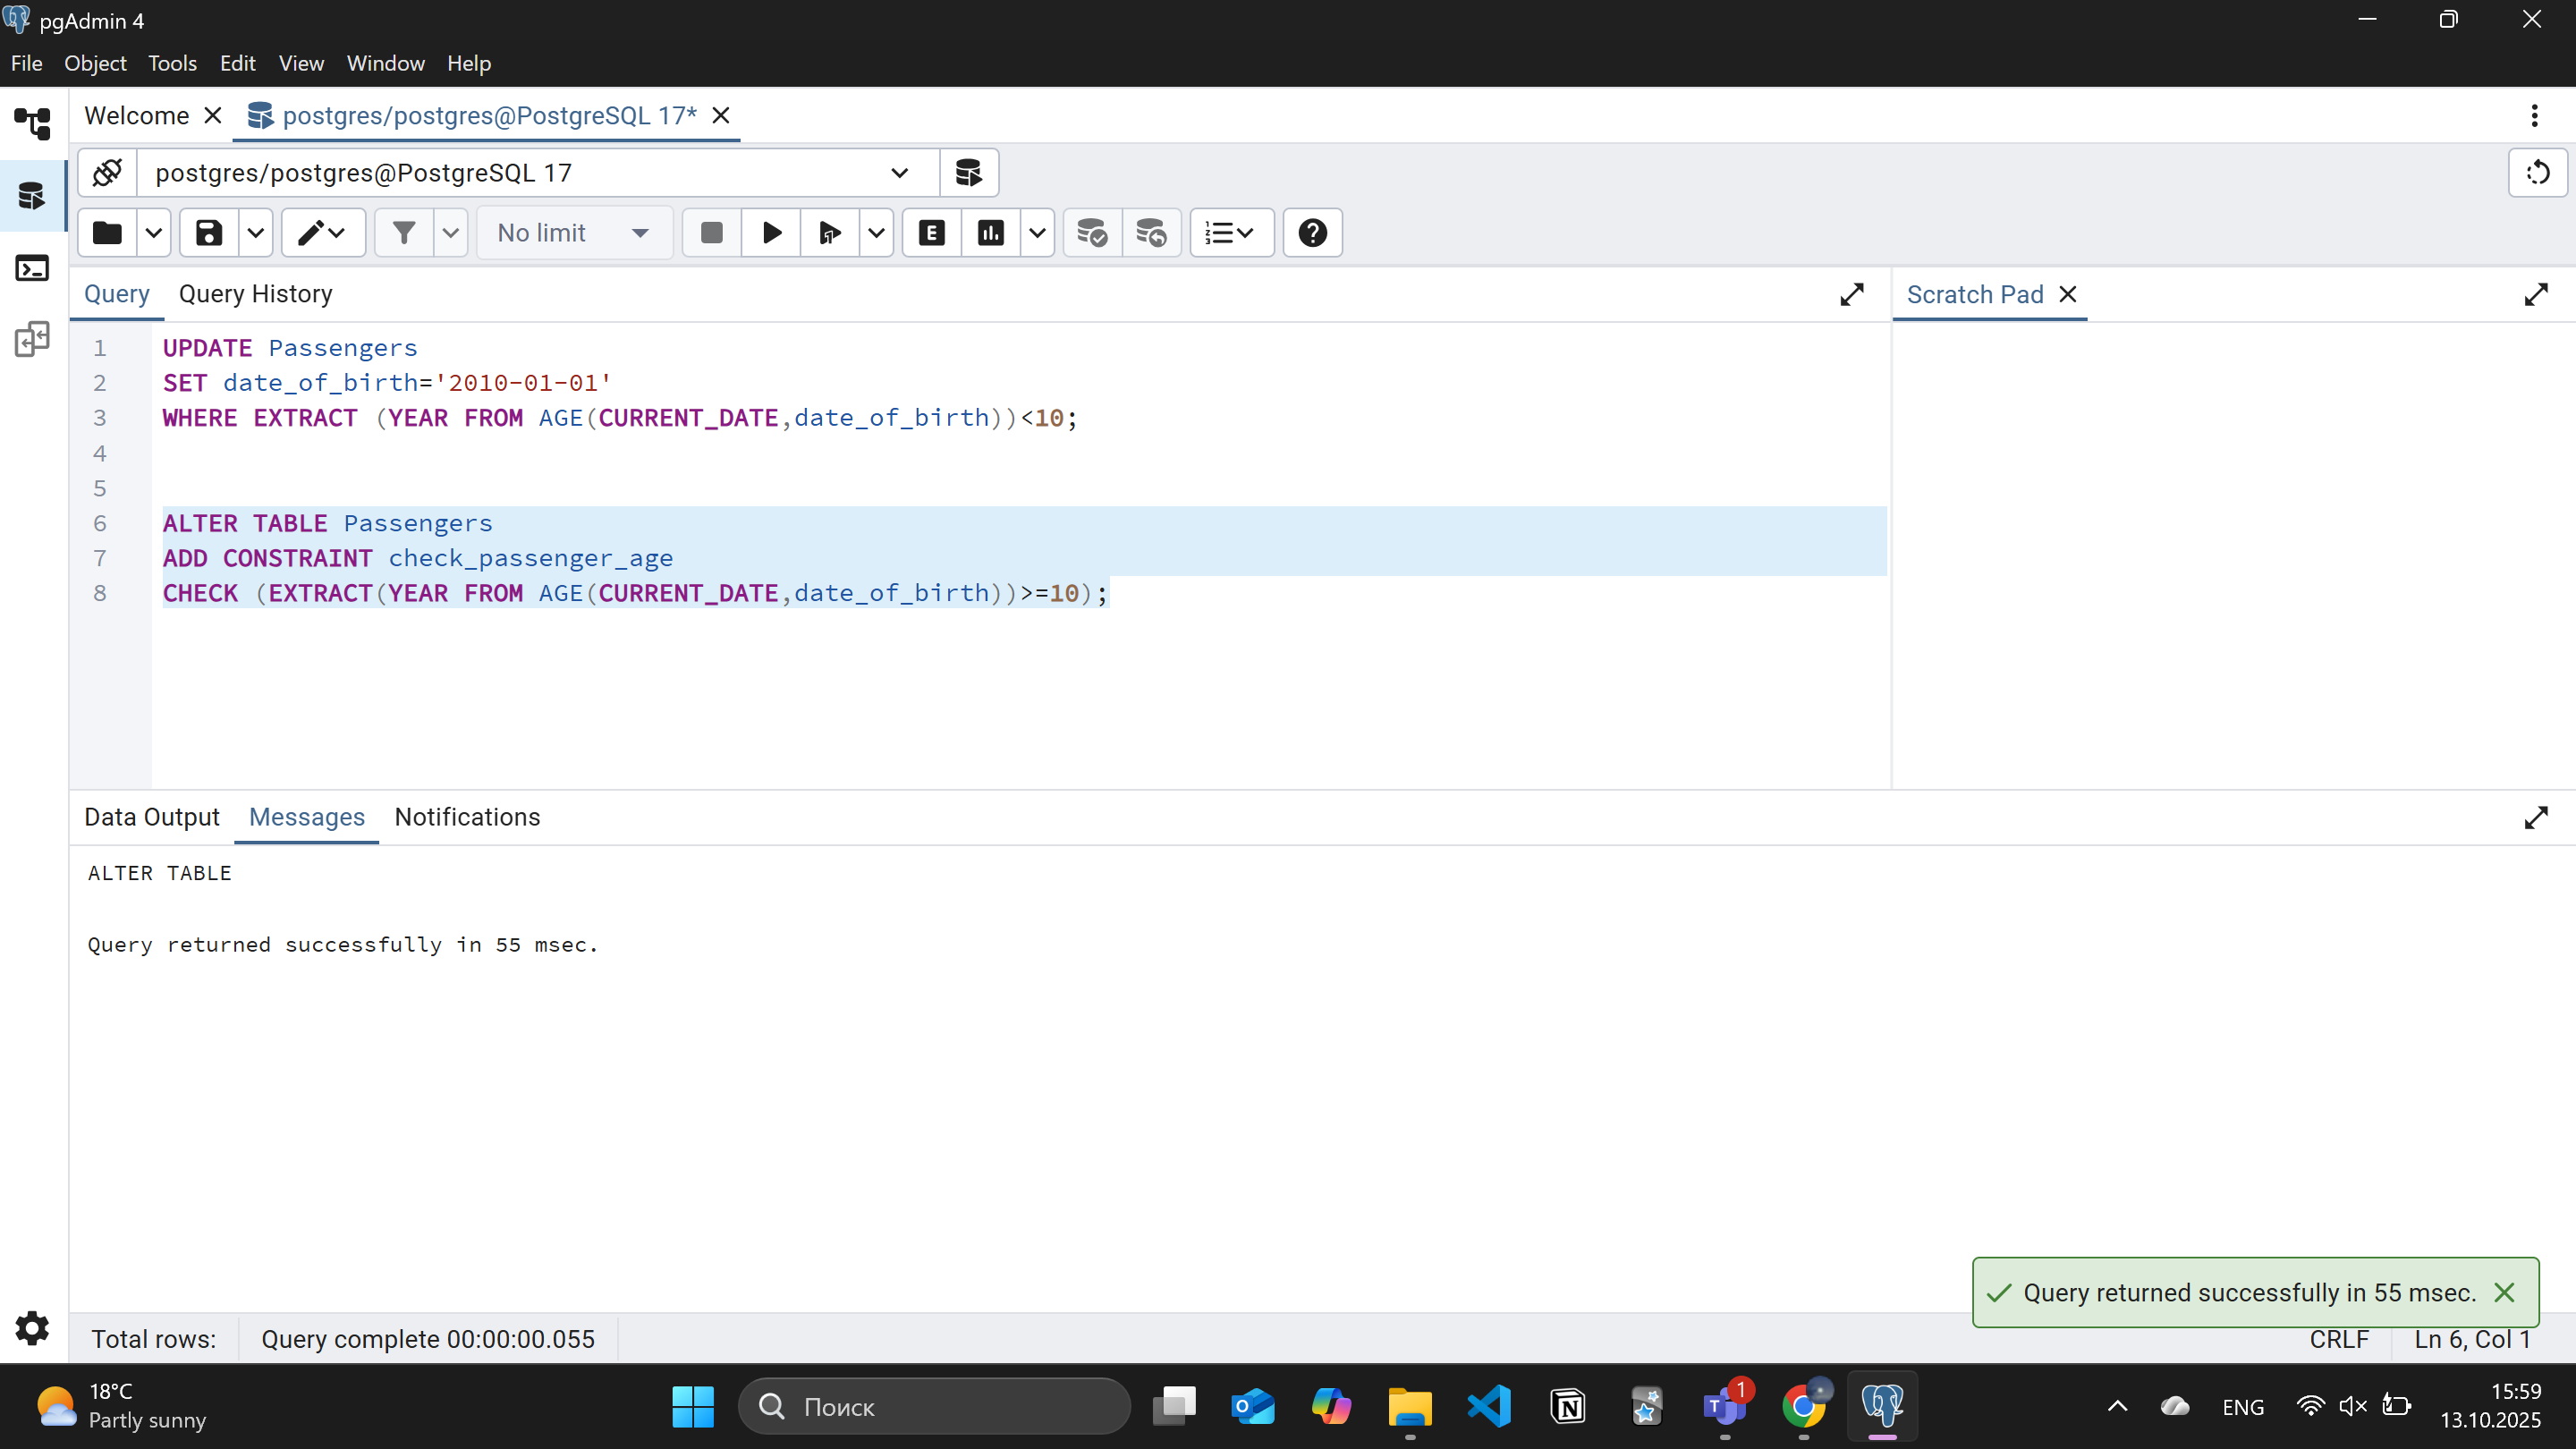 pgAdmin 4
File Object Tools Edit View Window Help
Welcome postgres/postgres@PostgreSQL 17*
postgres/postgres@PostgreSQL 17
No limit
E
Query Query History
Scratch Pad
1 UPDATE Passengers
2 SET date_of_birth='2010-01-01'
3 WHERE EXTRACT (YEAR FROM AGE(CURRENT_DATE,date_of_birth))<10;
4
5
6 ALTER TABLE Passengers
7 ADD CONSTRAINT check_passenger_age
8 CHECK (EXTRACT(YEAR FROM AGE(CURRENT_DATE,date_of_birth))>=10);
Data Output Messages Notifications
ALTER TABLE
Query returned successfully in 55 msec.
Query returned successfully in 55 msec.
Total rows: Query complete 00:00:00.055 CRLF Ln 6, Col 1
18°C
Partly sunny
Поиск
1
ENG
15:59
13.10.2025